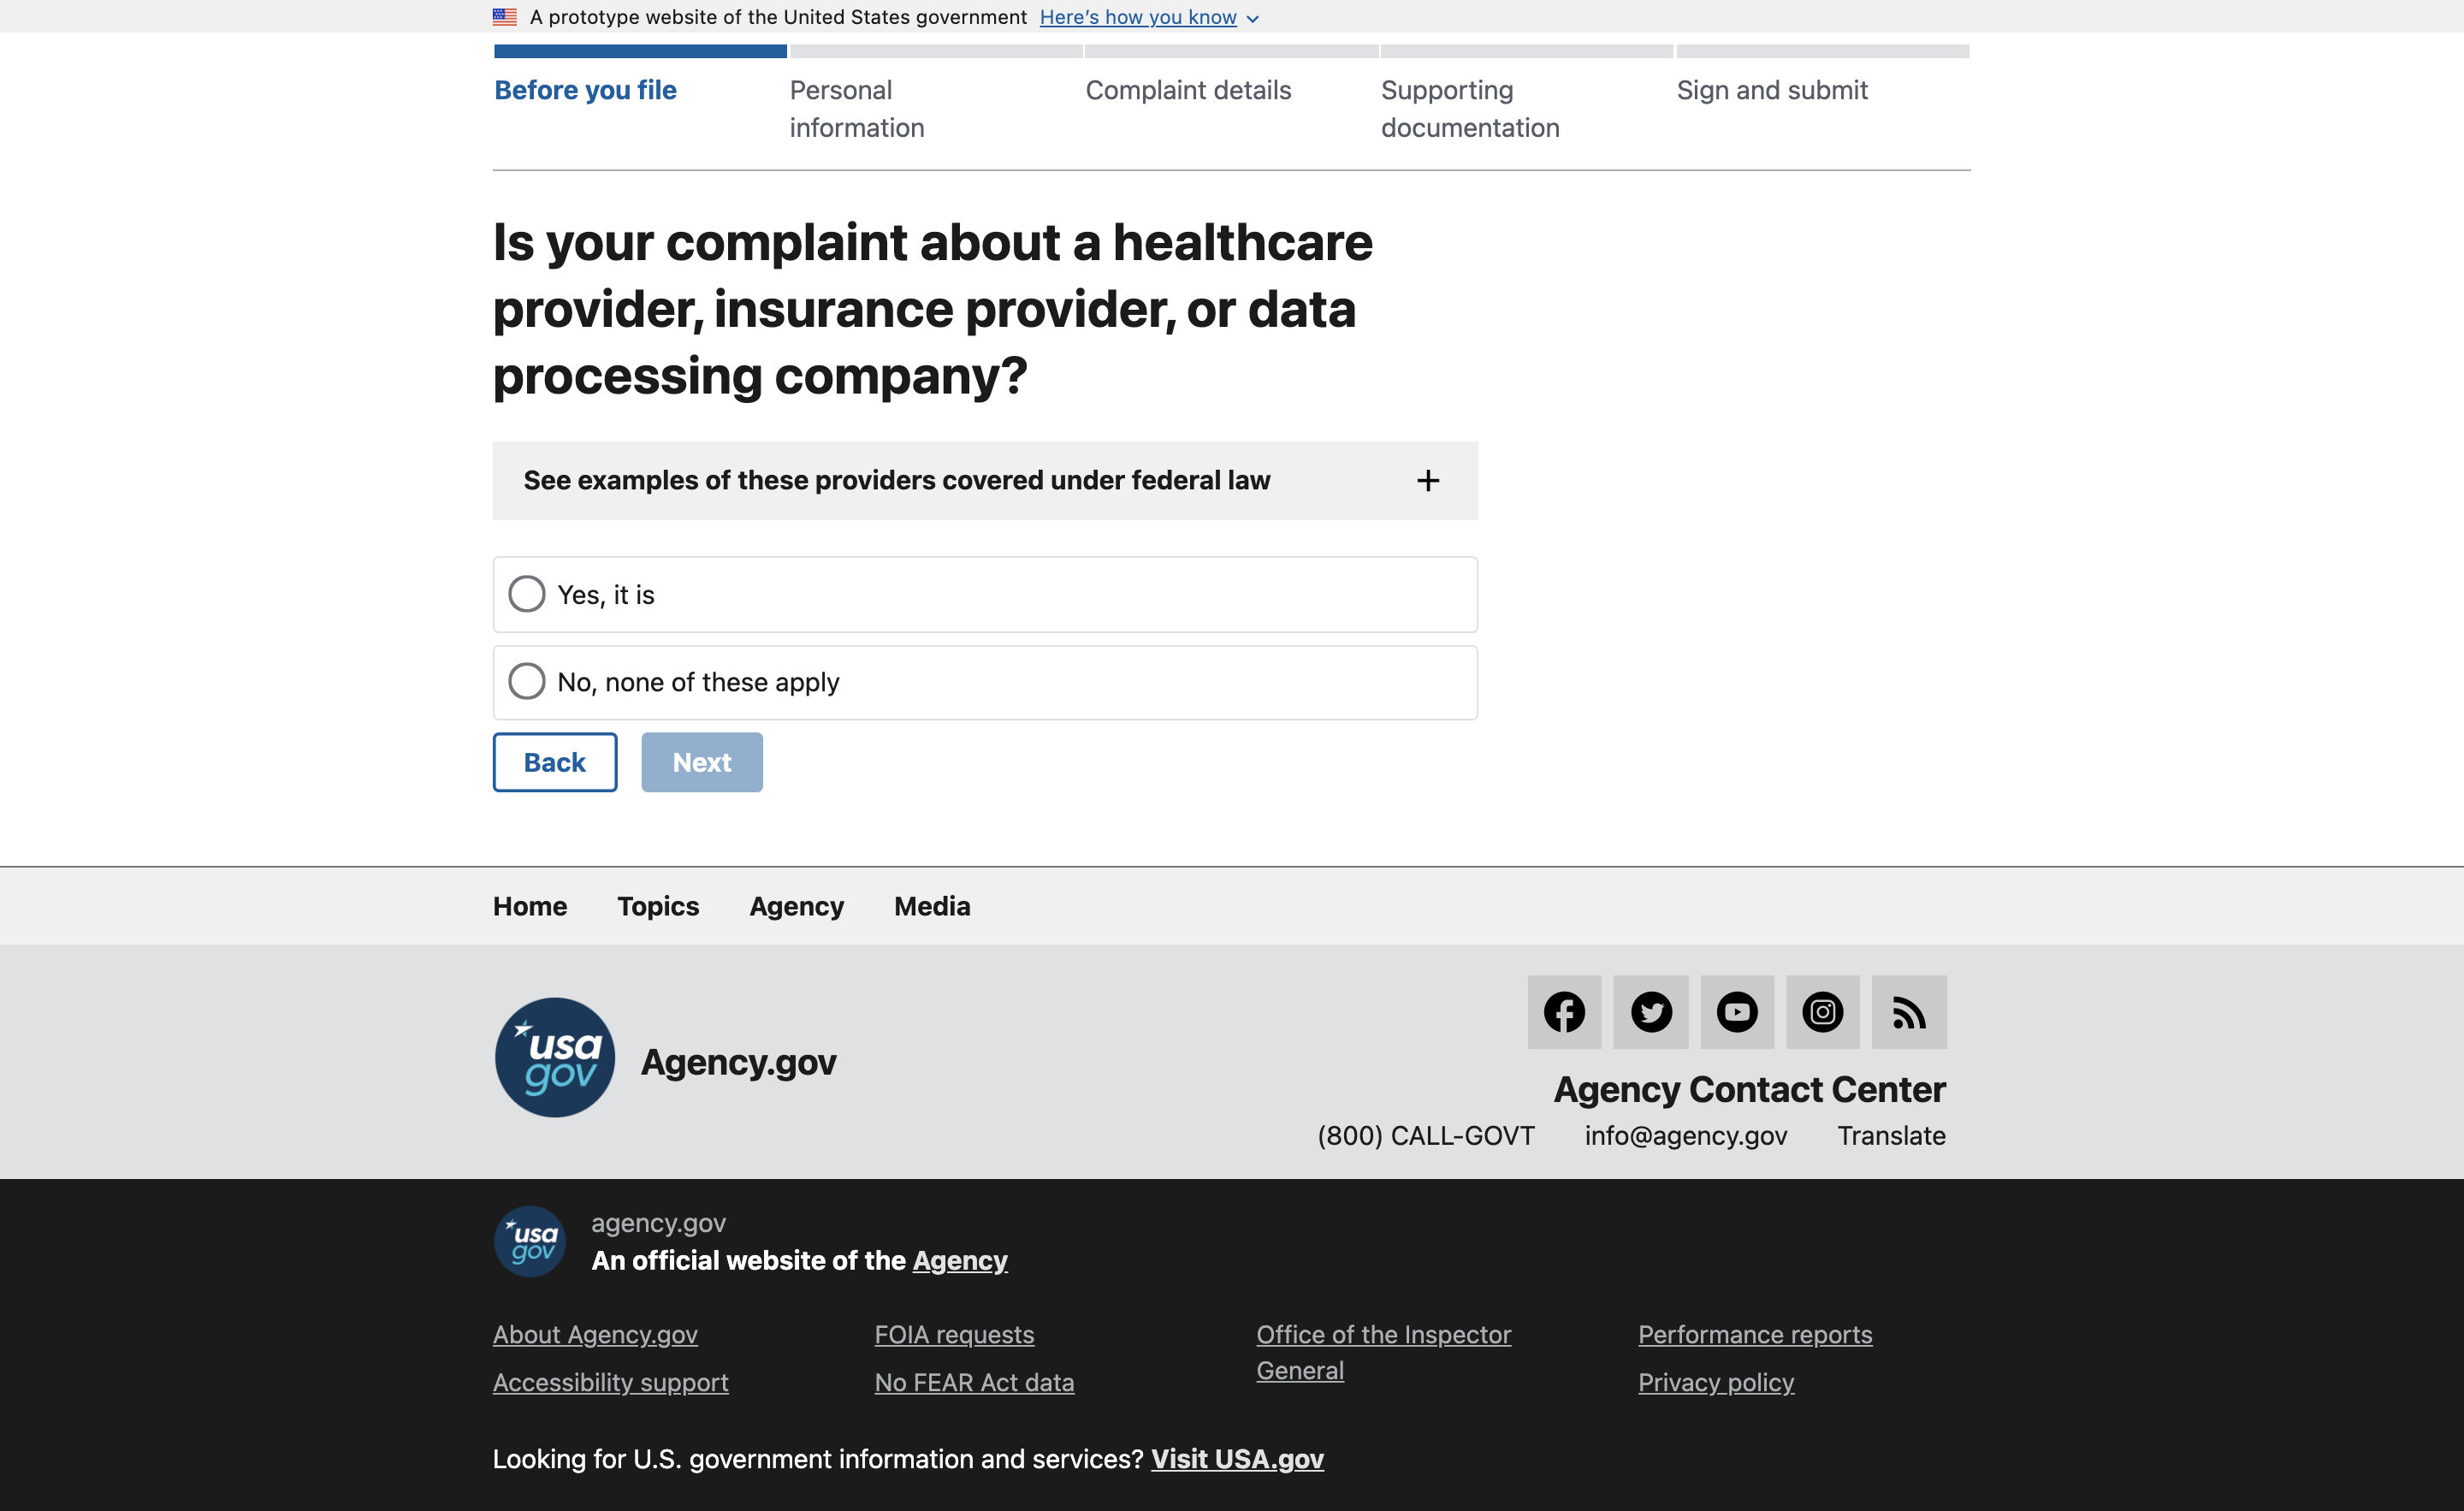 A prototype website of the United States government Here’s how you know
Before you file
Personal
information
Complaint details
Supporting
documentation
Sign and submit
Is your complaint about a healthcare
provider, insurance provider, or data
processing company?
See examples of these providers covered under federal law
Yes, it is
No, none of these apply
Back
Next
Home
Topics
Agency
Media
usa
gov
Agency.gov
Agency Contact Center
(800) CALL-GOVT
info@agency.gov
Translate
usa
gov
agency.gov
An official website of the Agency
About Agency.gov
Accessibility support
FOIA requests
No FEAR Act data
Office of the Inspector
General
Performance reports
Privacy policy
Looking for U.S. government information and services? Visit USA.gov